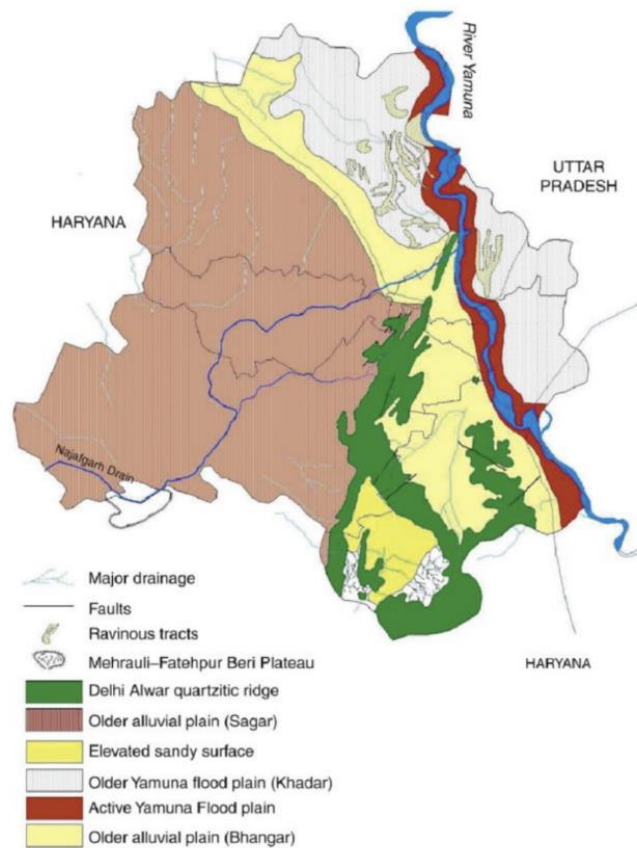 River Yamuna
UTTAR
PRADESH
HARYANA
Najafgarh Drain
HARYANA
Major drainage
Faults
Ravinous tracts
Mehrauli–Fatehpur Beri Plateau
Delhi Alwar quartzitic ridge
Older alluvial plain (Sagar)
Elevated sandy surface
Older Yamuna flood plain (Khadar)
Active Yamuna Flood plain
Older alluvial plain (Bhangar)